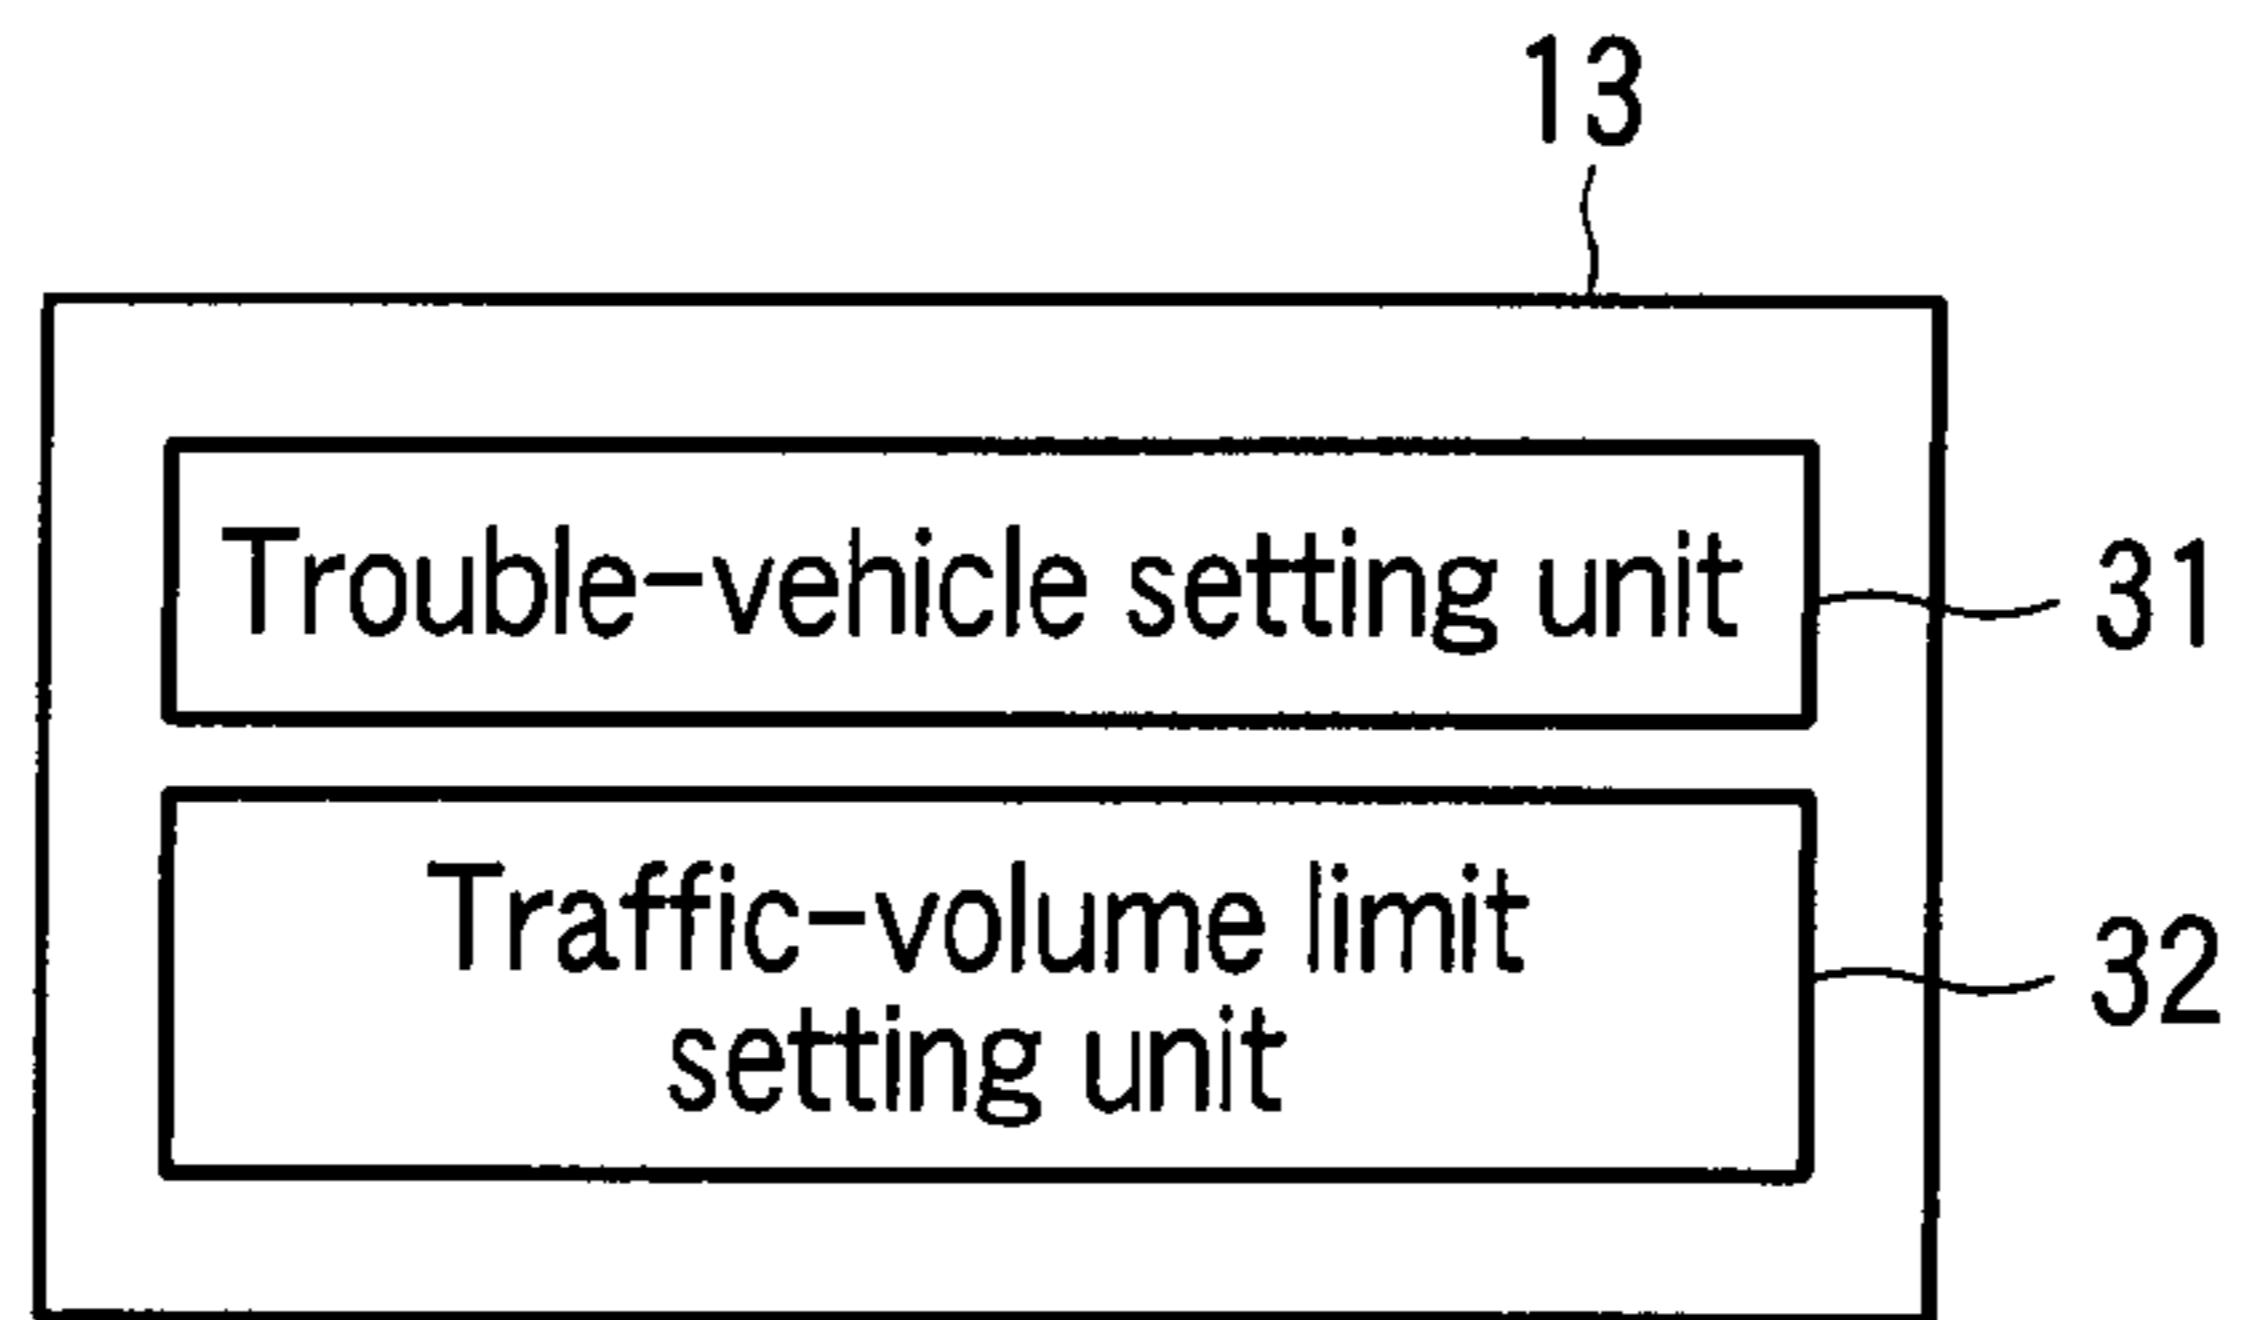 13
Trouble-vehicle setting unit
31
Traffic-volume limit
setting unit
32